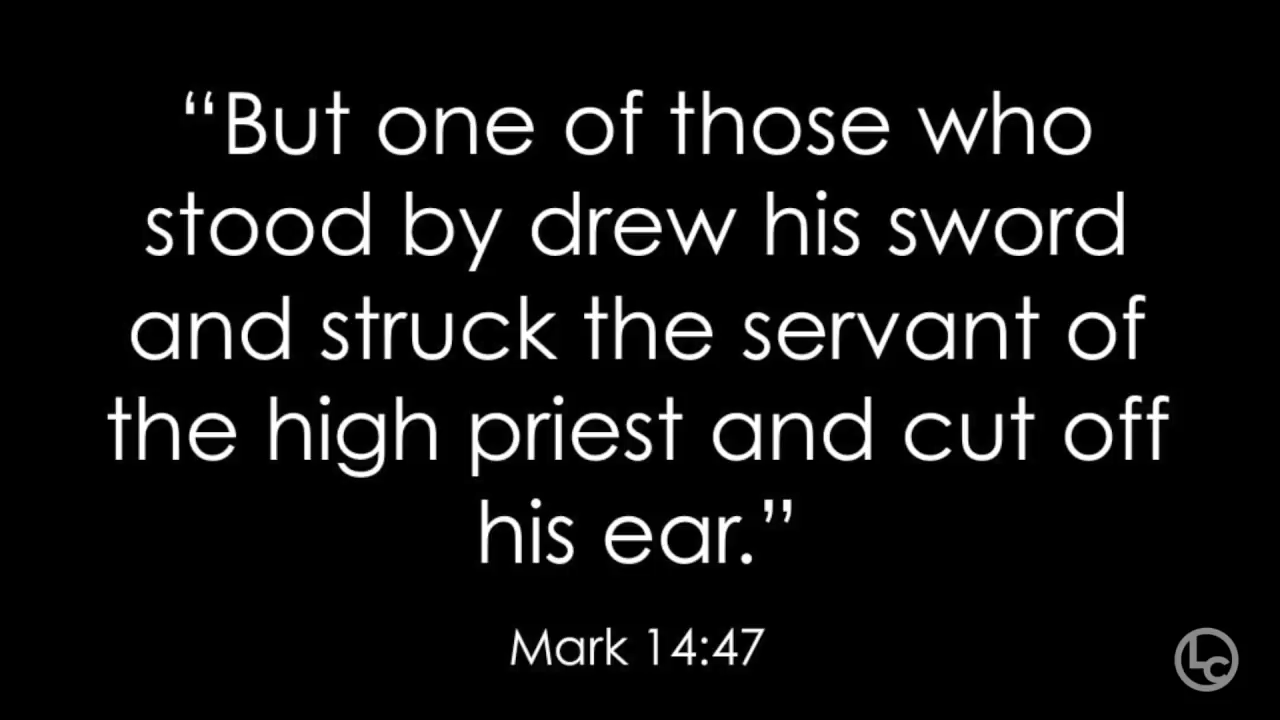 “But one of those who
stood by drew his sword
and struck the servant of
the high priest and cut off
his ear.”
Mark 14:47
LC